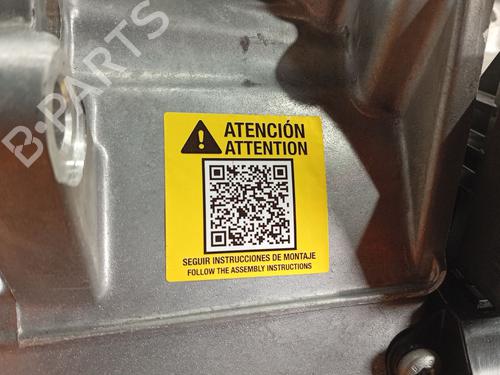 B-PARTS
ATENCIÓN
ATTENTION
SEGUIR INSTRUCCIONES DE MONTAJE
FOLLOW THE ASSEMBLY INSTRUCTIONS